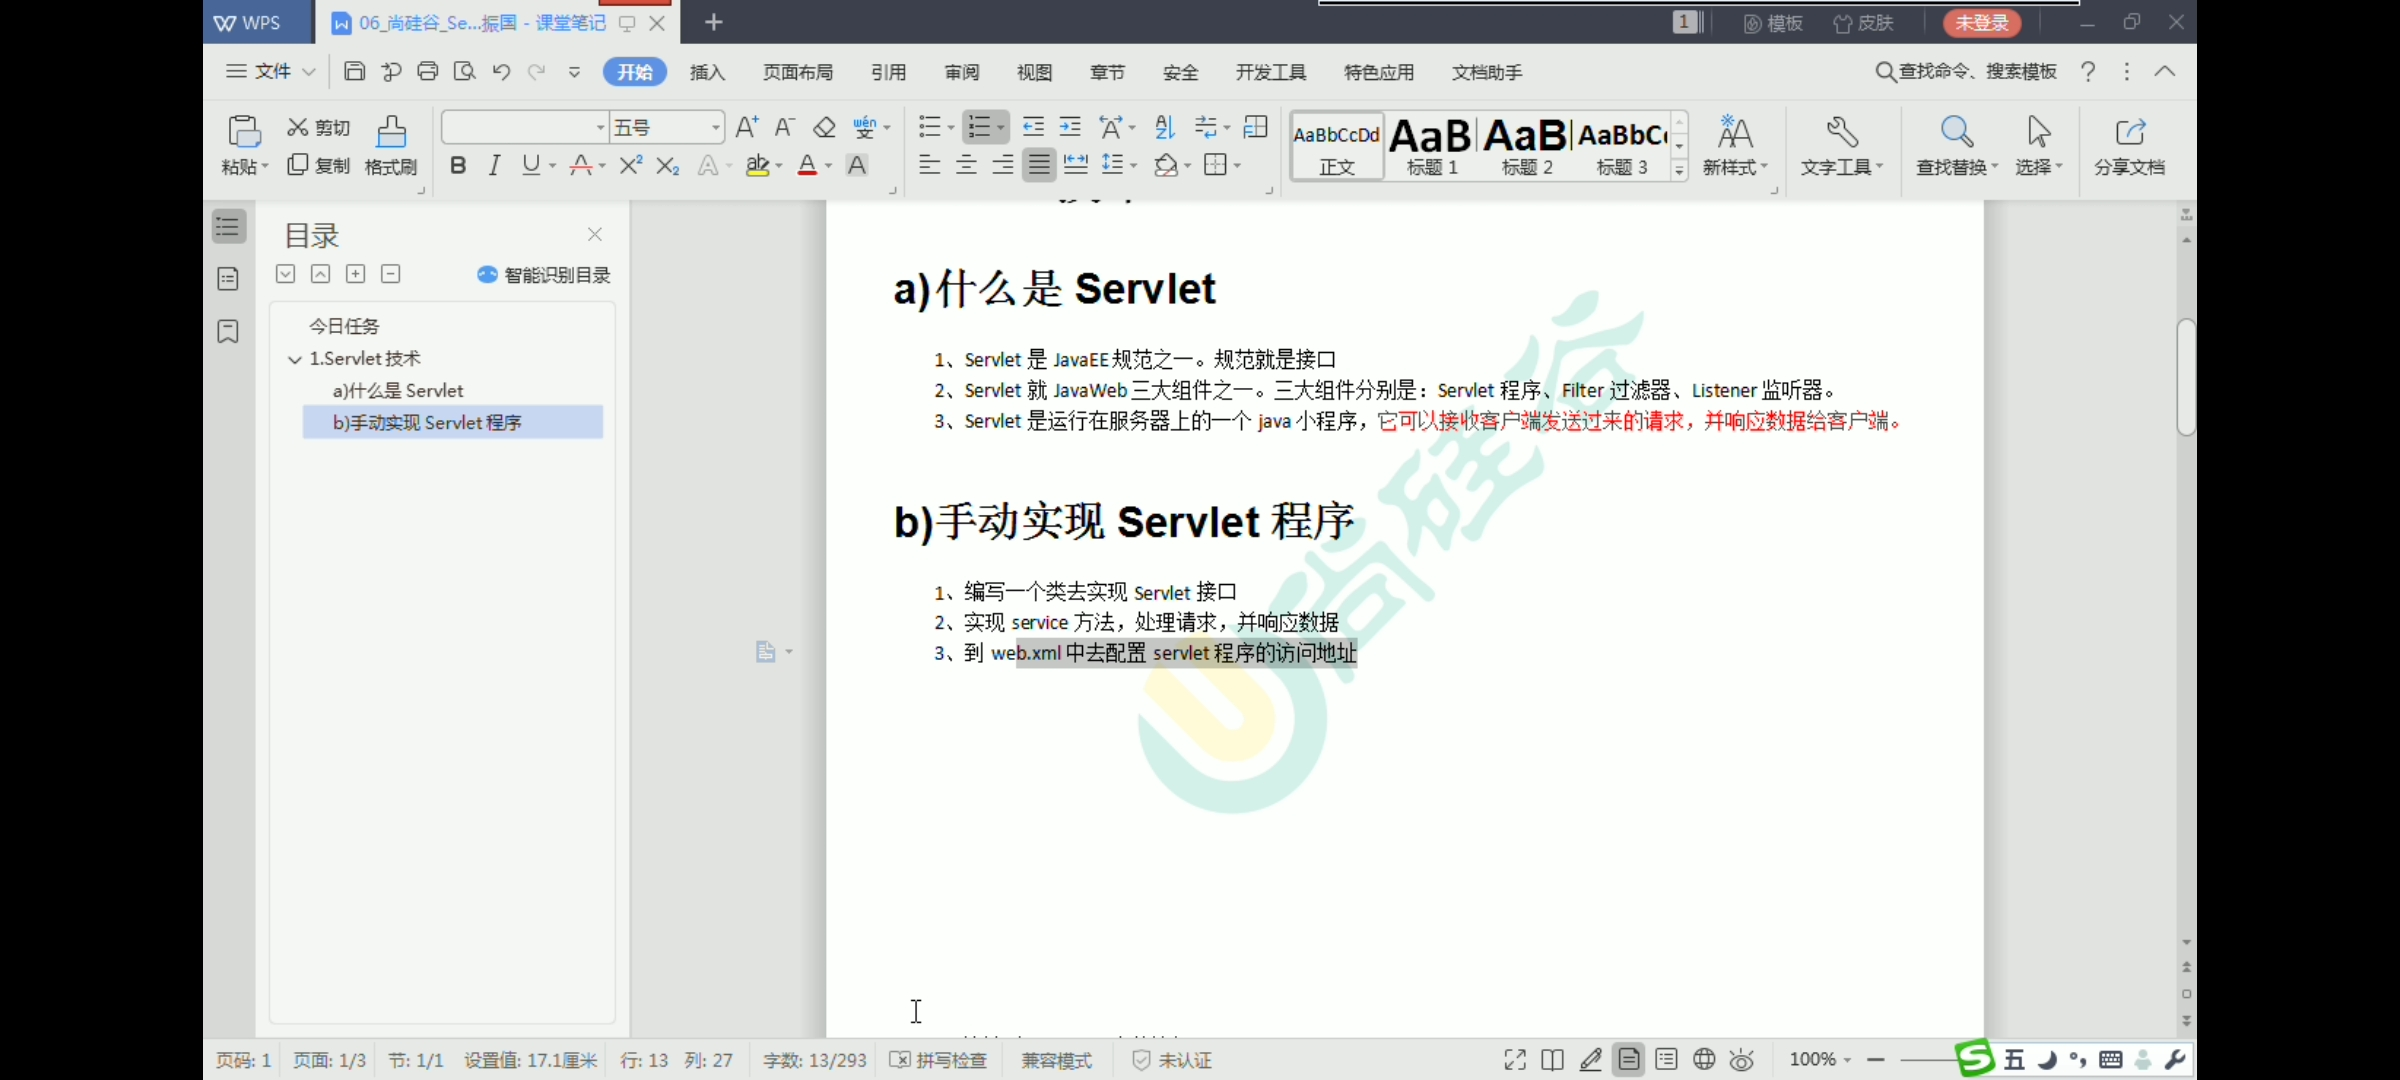 WPS
06_尚硅谷_Se...振国 - 课堂笔记
1
模板
皮肤
未登录
文件
开始
插入
页面布局
引用
审阅
视图
章节
安全
开发工具
特色应用
文档助手
查找命令、搜索模板
粘贴
剪切
复制
格式刷
五号
wén
AaBbCcDd
正文
AaB
标题 1
AaB
标题 2
AaBbC
标题 3
新样式
文字工具
查找替换
选择
分享文档
目录
智能识别目录
今日任务
1.Servlet 技术
a)什么是 Servlet
b)手动实现 Servlet 程序
a)什么是 Servlet
1、Servlet 是 JavaEE 规范之一。规范就是接口
2、Servlet 就 JavaWeb 三大组件之一。三大组件分别是：Servlet 程序、Filter 过滤器、Listener 监听器。
3、Servlet 是运行在服务器上的一个 java 小程序，它可以接收客户端发送过来的请求，并响应数据给客户端。
b)手动实现 Servlet 程序
1、编写一个类去实现 Servlet 接口
2、实现 service 方法，处理请求，并响应数据
3、到 web.xml 中去配置 servlet 程序的访问地址
尚硅谷
页码: 1
页面: 1/3
节: 1/1
设置值: 17.1厘米
行: 13
列: 27
字数: 13/293
拼写检查
兼容模式
未认证
100%
五